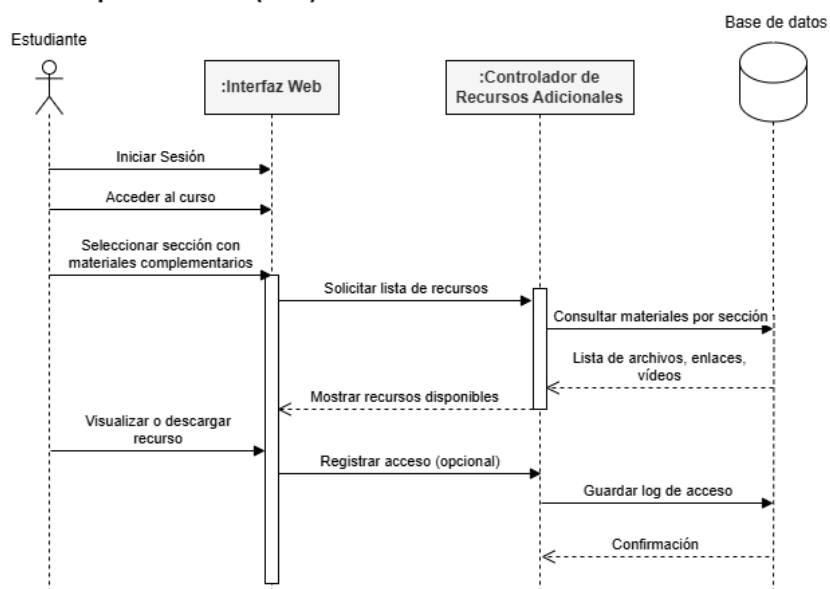 Base de datos
Estudiante
:Interfaz Web
:Controlador de
Recursos Adicionales
Iniciar Sesión
Acceder al curso
Seleccionar sección con
materiales complementarios
Solicitar lista de recursos
Consultar materiales por sección
Lista de archivos, enlaces,
vídeos
Mostrar recursos disponibles
Visualizar o descargar
recurso
Registrar acceso (opcional)
Guardar log de acceso
Confirmación